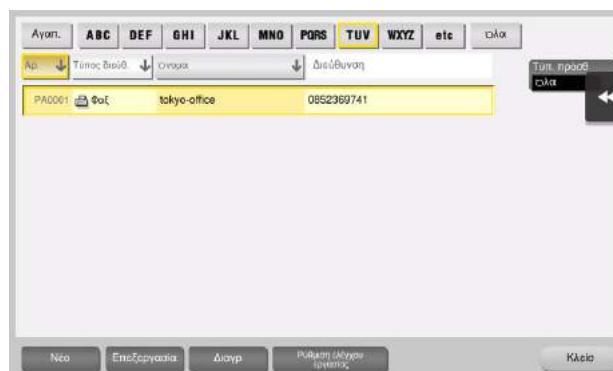 Αγαπ. ABC DEF GHI JKL MNO PQRS TUV WXYZ etc Όλα
Αρ. Τύπος διεύθ. Όνομα Διεύθυνση
Τύπ. πρόσθ
Όλα
PA0001 Φαξ tokyo-office 0852369741
Νέο Επεξεργασία Διαγρ Ρύθμιση ελέγχου Κλείσ
εργασίας